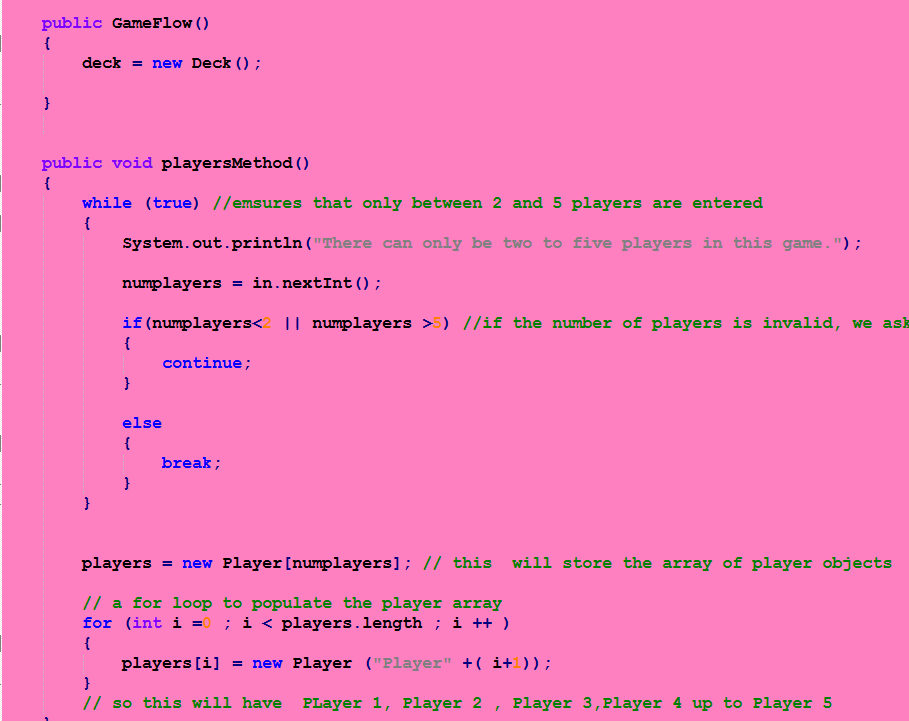 public GameFlow()
{
deck = new Deck();
}
public void playersMethod()
{
while (true) //emsures that only between 2 and 5 players are entered
{
System.out.println("There can only be two to five players in this game.");
numplayers = in.nextInt();
if(numplayers<2 || numplayers >5) //if the number of players is invalid, we ask
{
continue;
}
else
{
break;
}
}
players = new Player[numplayers]; // this  will store the array of player objects
// a for loop to populate the player array
for (int i =0 ; i < players.length ; i ++ )
{
players[i] = new Player ("Player" +( i+1));
}
// so this will have  PLayer 1, Player 2 , Player 3,Player 4 up to Player 5